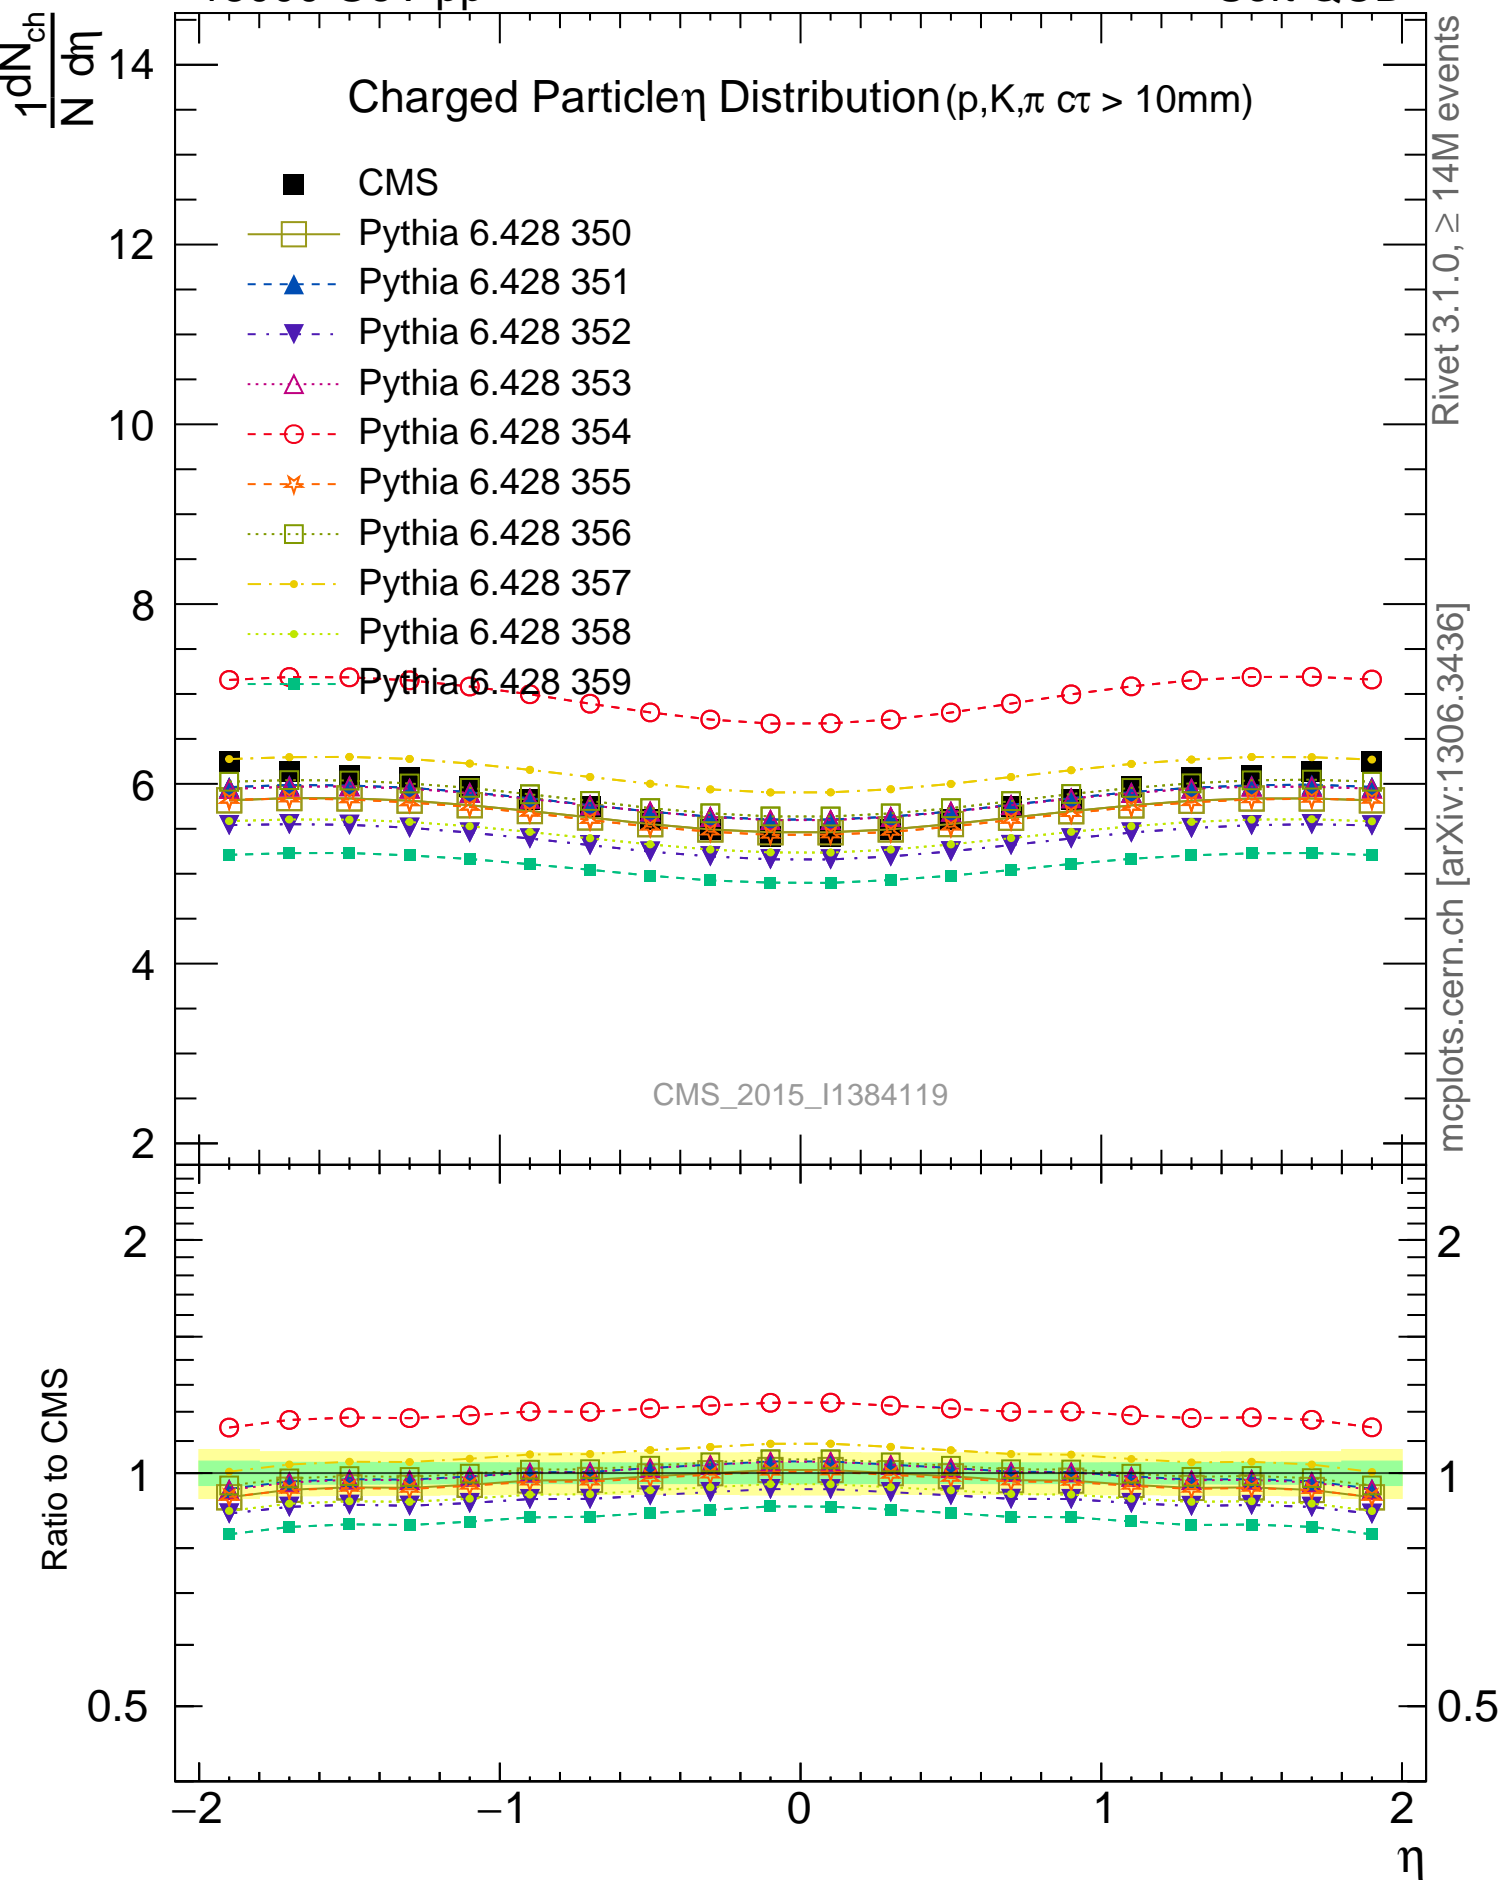 1 dN_ch
N dη
Charged Particleη Distribution (p,K,π cτ > 10mm)
CMS
Pythia 6.428 350
Pythia 6.428 351
Pythia 6.428 352
Pythia 6.428 353
Pythia 6.428 354
Pythia 6.428 355
Pythia 6.428 356
Pythia 6.428 357
Pythia 6.428 358
Pythia 6.428 359
14
12
10
8
6
4
2
CMS_2015_I1384119
Rivet 3.1.0, ≥ 14M events
mcplots.cern.ch [arXiv:1306.3436]
Ratio to CMS
2
1
0.5
2
1
0.5
−2
−1
0
1
2
η